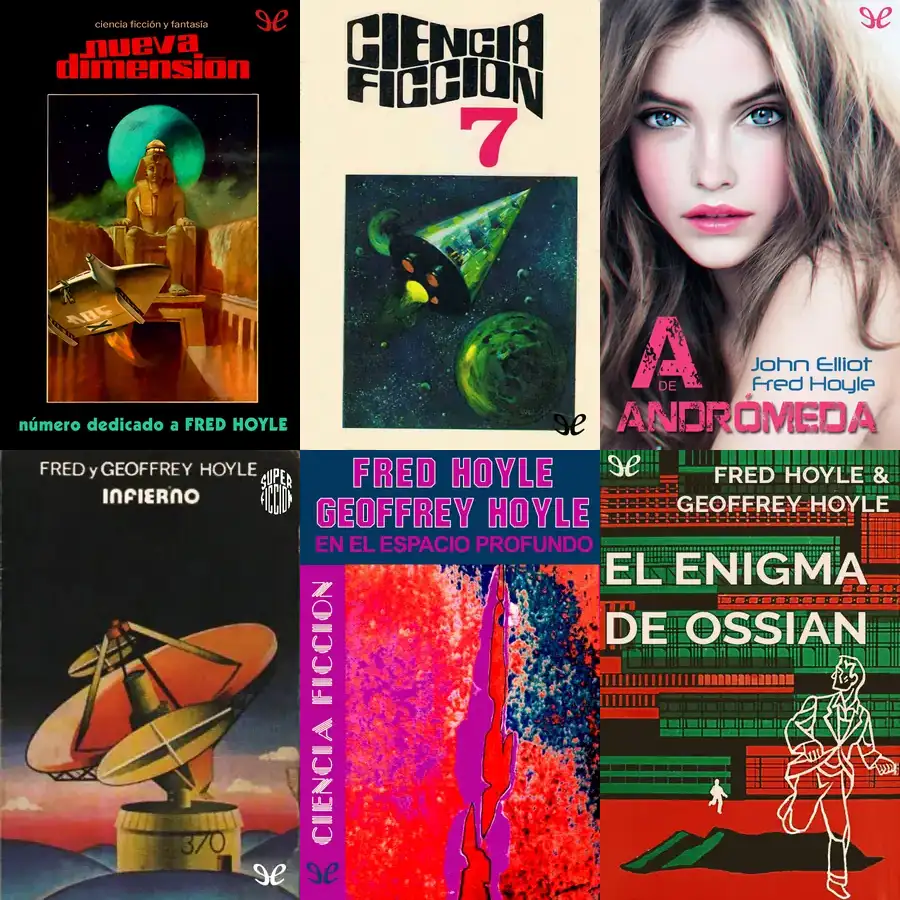 ciencia ficción y fantasía
nueva
dimensión
ABC
X
número dedicado a FRED HOYLE
CIENCIA
FICCION
7
A
DE
ANDRÓMEDA
John Elliot
Fred Hoyle
FRED y GEOFFREY HOYLE
INFIERNO
SUPER
FICCION
370
FRED HOYLE
GEOFFREY HOYLE
EN EL ESPACIO PROFUNDO
CIENCIA FICCION
FRED HOYLE &
GEOFFREY HOYLE
EL ENIGMA
DE OSSIAN